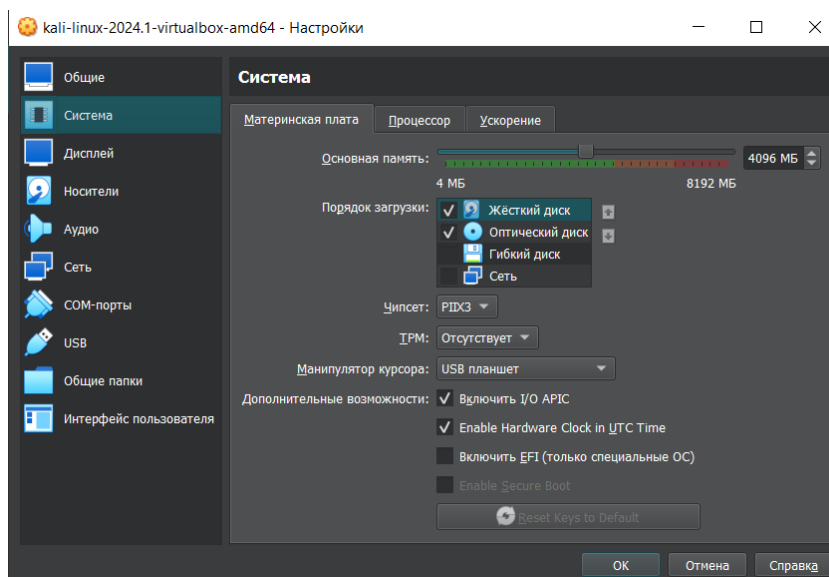 kali-linux-2024.1-virtualbox-amd64 - Настройки
Общие
Система
Дисплей
Носители
Аудио
Сеть
COM-порты
USB
Общие папки
Интерфейс пользователя
Система
Материнская плата Процессор Ускорение
Основная память: 4096 МБ
4 МБ 8192 МБ
Порядок загрузки: Жёсткий диск
Оптический диск
Гибкий диск
Сеть
Чипсет: PIIX3
TPM: Отсутствует
Манипулятор курсора: USB планшет
Дополнительные возможности: Включить I/O APIC
Enable Hardware Clock in UTC Time
Включить EFI (только специальные ОС)
Enable Secure Boot
Reset Keys to Default
ОК Отмена Справка